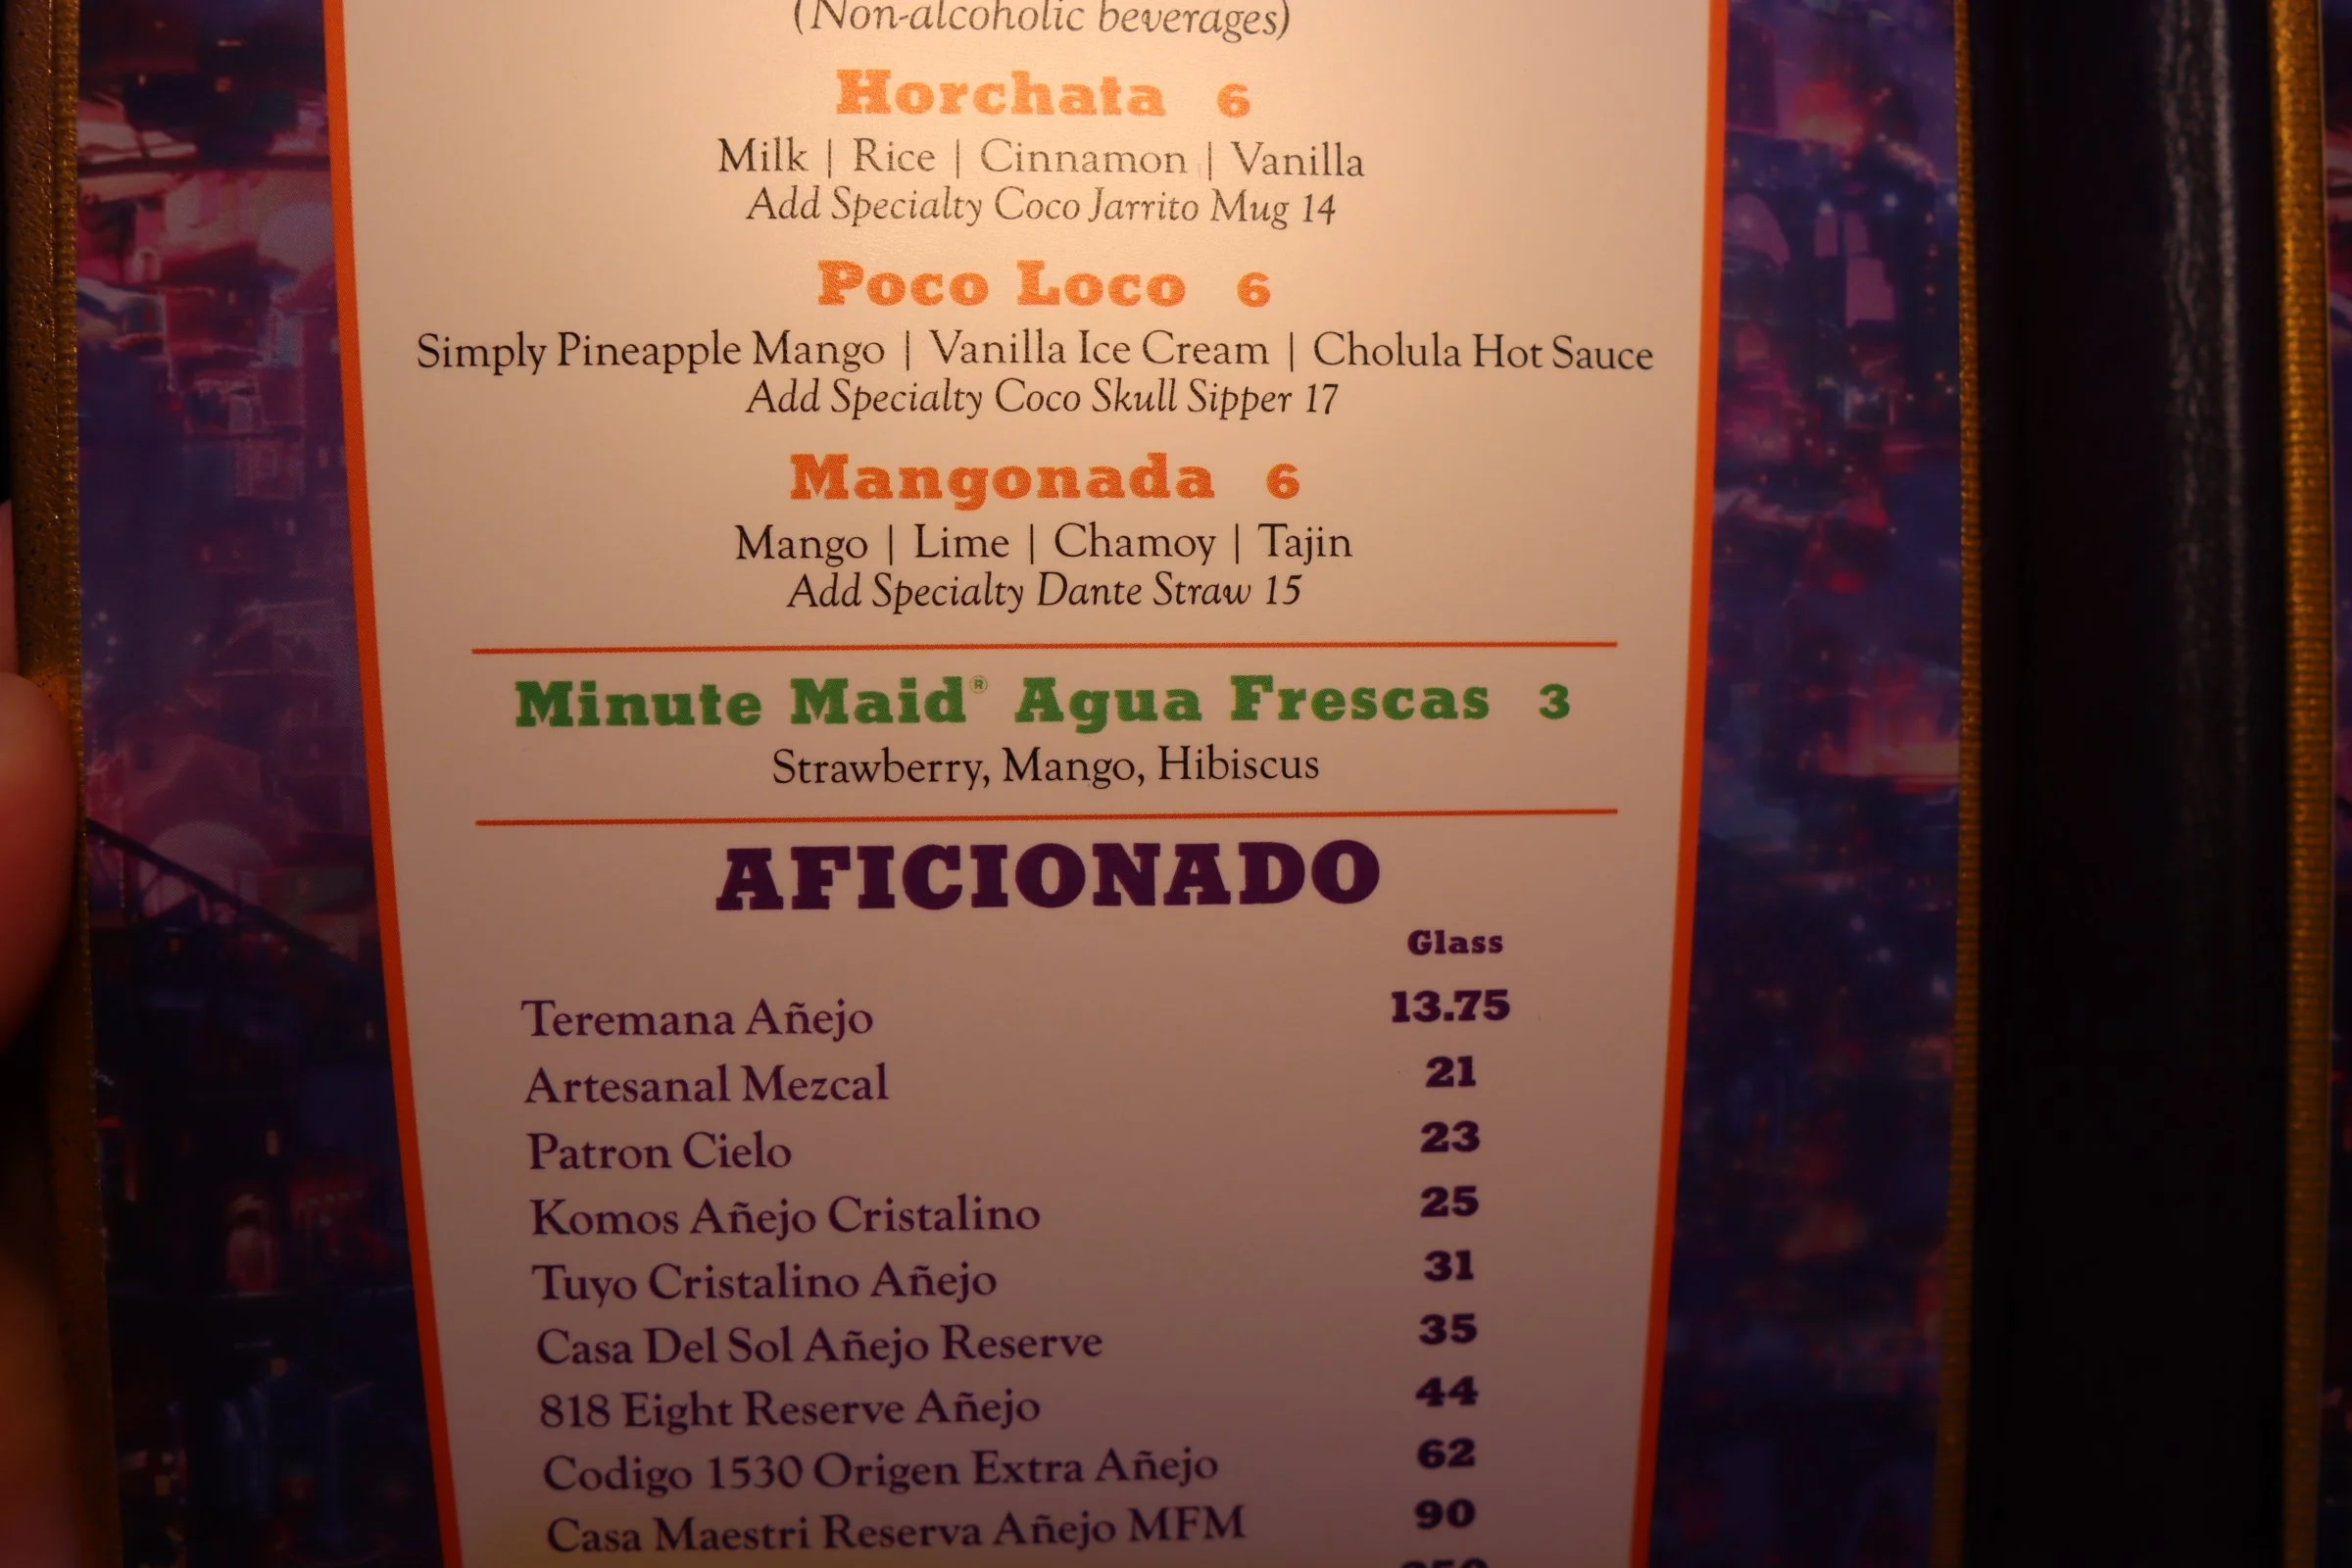 (Non-alcoholic beverages)
Horchata 6
Milk | Rice | Cinnamon | Vanilla
Add Specialty Coco Jarrito Mug 14
Poco Loco 6
Simply Pineapple Mango | Vanilla Ice Cream | Cholula Hot Sauce
Add Specialty Coco Skull Sipper 17
Mangonada 6
Mango | Lime | Chamoy | Tajin
Add Specialty Dante Straw 15
Minute Maid® Agua Frescas 3
Strawberry, Mango, Hibiscus
AFICIONADO
Glass
Teremana Añejo 13.75
Artesanal Mezcal 21
Patron Cielo 23
Komos Añejo Cristalino 25
Tuyo Cristalino Añejo 31
Casa Del Sol Añejo Reserve 35
818 Eight Reserve Añejo 44
Codigo 1530 Origen Extra Añejo 62
Casa Maestri Reserva Añejo MFM 90